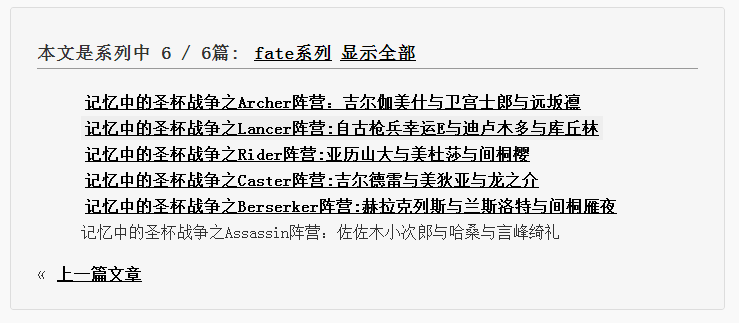 本文是系列中 6 / 6篇: fate系列 显示全部
记忆中的圣杯战争之Archer阵营：吉尔伽美什与卫宫士郎与远坂凛
记忆中的圣杯战争之Lancer阵营:自古枪兵幸运E与迪卢木多与库丘林
记忆中的圣杯战争之Rider阵营:亚历山大与美杜莎与间桐樱
记忆中的圣杯战争之Caster阵营:吉尔德雷与美狄亚与龙之介
记忆中的圣杯战争之Berserker阵营:赫拉克列斯与兰斯洛特与间桐雁夜
记忆中的圣杯战争之Assassin阵营：佐佐木小次郎与哈桑与言峰绮礼
« 上一篇文章